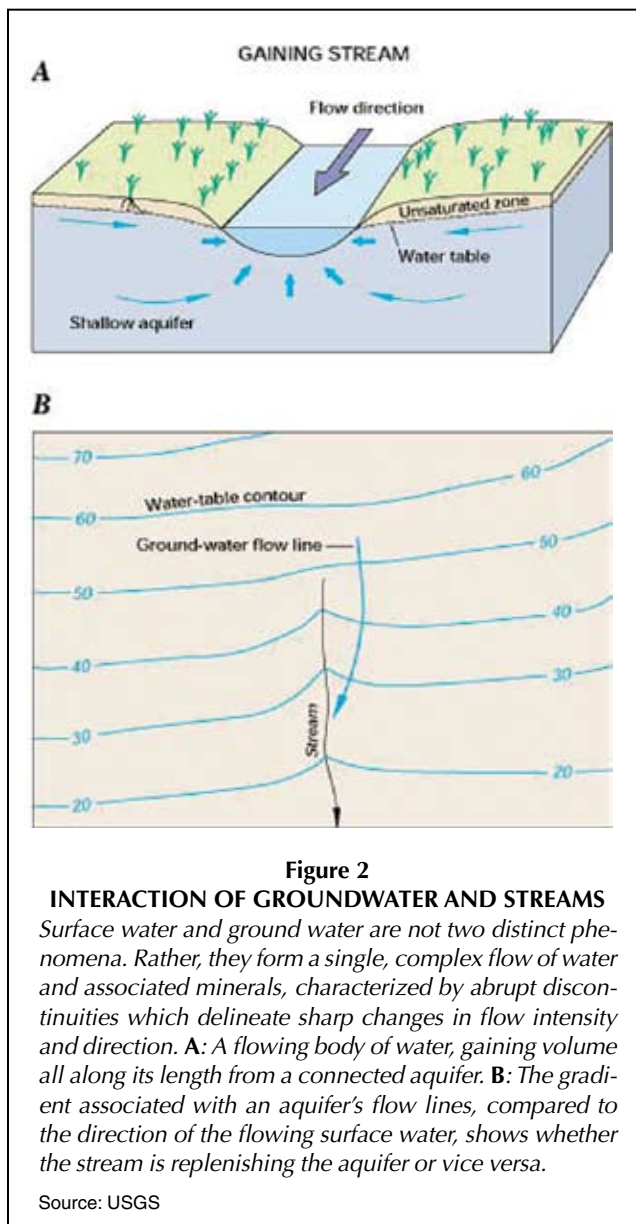 GAINING STREAM
A
Flow direction
Unsaturated zone
Water table
Shallow aquifer
B
70
60
Water-table contour
60
Ground-water flow line
50
50
40
40
30
30
Stream
20
20
Figure 2
INTERACTION OF GROUNDWATER AND STREAMS
Surface water and ground water are not two distinct phe-
nomena. Rather, they form a single, complex flow of water
and associated minerals, characterized by abrupt discon-
tinuities which delineate sharp changes in flow intensity
and direction. A: A flowing body of water, gaining volume
all along its length from a connected aquifer. B: The gradi-
ent associated with an aquifer's flow lines, compared to
the direction of the flowing surface water, shows whether
the stream is replenishing the aquifer or vice versa.
Source: USGS